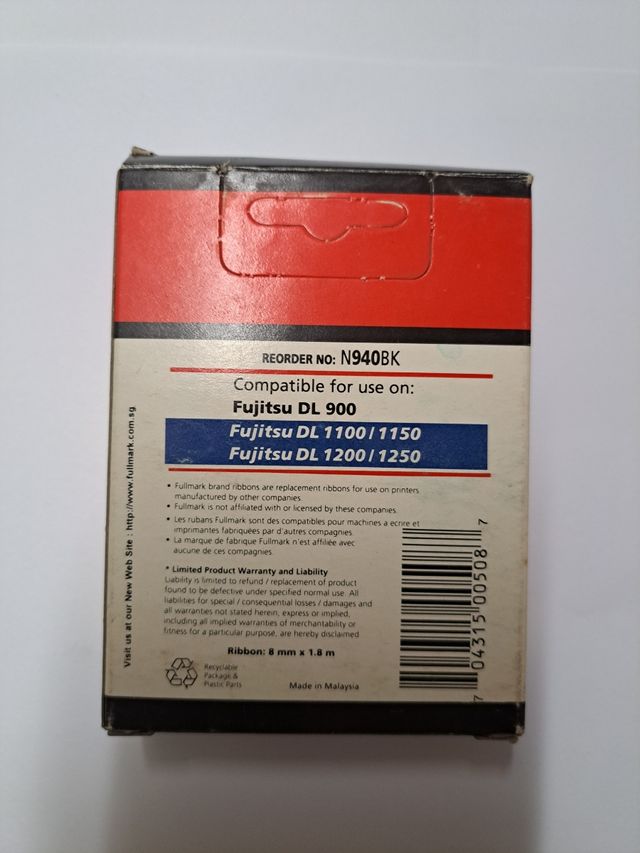 REORDER NO: N940BK
Compatible for use on:
Fujitsu DL 900
Fujitsu DL 1100/1150
Fujitsu DL 1200/1250
• Fullmark brand ribbons are replacement ribbons for use on printers
manufactured by other companies.
• Fullmark is not affiliated with or licensed by these companies.
• Les rubans Fullmark sont des compatibles pour machines a ecrire et
imprimantes fabriquées par d'autres compagnies.
• La marque de fabrique Fullmark n'est affiliée avec
aucune de ces compagnies.
* Limited Product Warranty and Liability
Liability is limited to refund / replacement of product
found to be defective under specified normal use. All
liabilities for special / consequential losses / damages and
all warranties not stated herein, express or implied,
including all implied warranties of merchantability or
fitness for a particular purpose, are hereby disclaimed
Ribbon: 8 mm x 1.8 m
Recyclable
Package &
Plastic Parts
Made in Malaysia
Visit us at our New Web Site : http://www.fullmark.com.sg
7 04315 00508 7